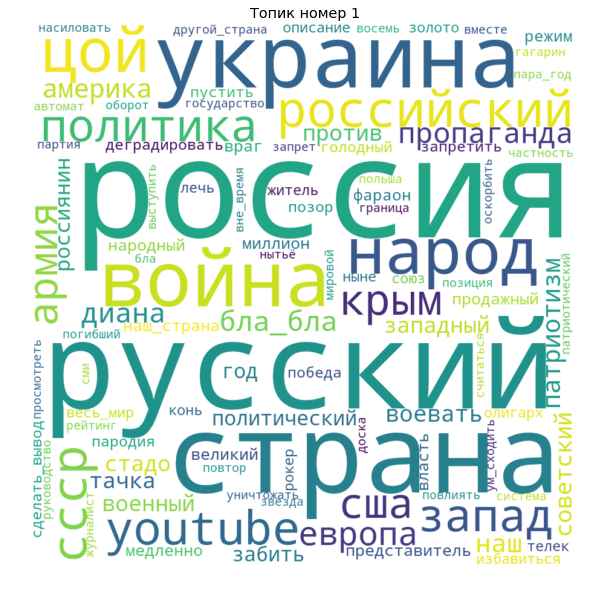 Топик номер 1
насиловать
другой_страна
описание
восемь
золото
вместе
режим
гагарин
цой
украина
америка
пустить
пара_год
автомат
оборот
государство
российский
политика
против
пропаганда
партия
деградировать
враг
запрет
голодный
запретить
частность
россия
россиянин
лечь
вне_время
житель
польша
фараон
оскорбить
выступить
позор
граница
армия
народный
миллион
бла
нытьё
мировой
ныне
народ
союз
позиция
патриотизм
патриотический
война
диана
наш_страна
бла_бла
крым
продажный
западный
считаться
погибший
просмотреть
русский
сми
год
победа
весь_мир
рейтинг
конь
политический
доска
воевать
олигарх
советский
сделать_вывод
руководство
ссср
пародия
стадо
великий
повтор
страна
рокер
власть
ум_сходить
тачка
уничтожать
звезда
сша
повлиять
система
журналист
военный
youtube
европа
запад
наш
медленно
забить
представитель
телек
избавиться